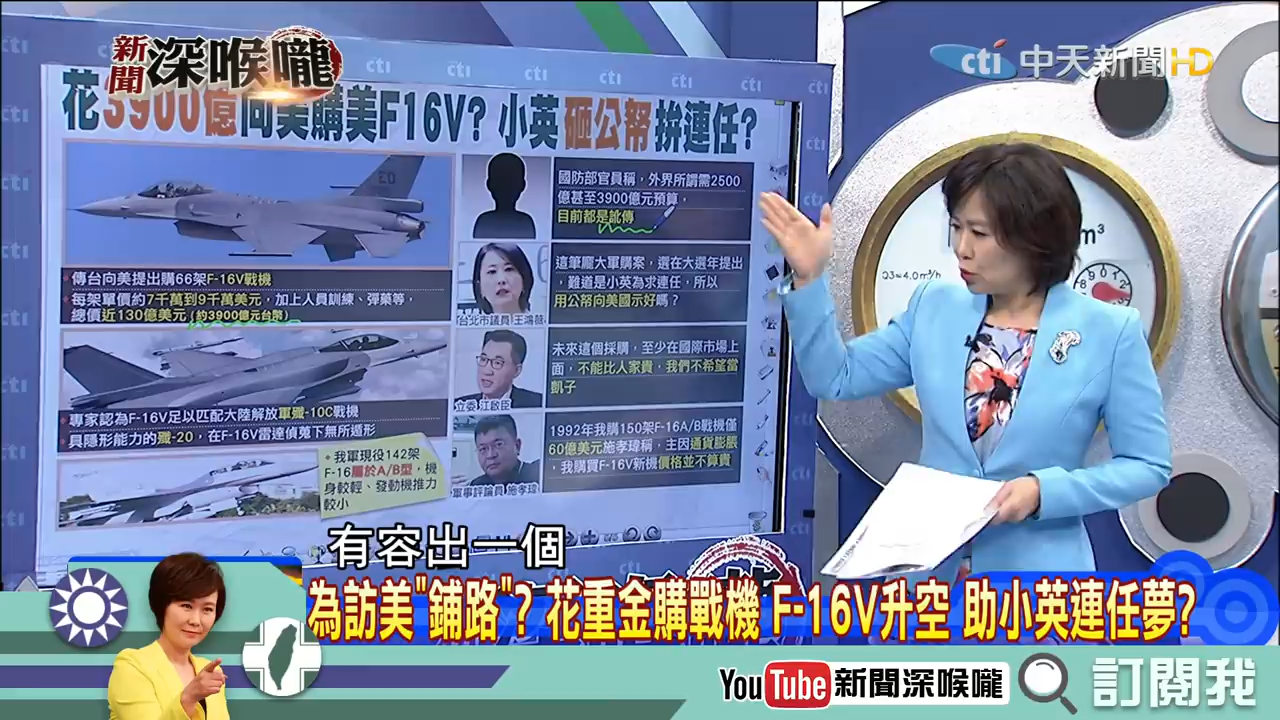 新聞深喉嚨
cti 中天新聞HD
花3900億向美購美F16V? 小英砸公幣拚連任?
ED
傳台向美提出購66架F-16V戰機
每架單價約7千萬到9千萬美元，加上人員訓練、彈藥等，
總價近130億美元(約3900億元台幣)
專家認為F-16V足以匹配大陸解放軍殲-10C戰機
具隱形能力的殲-20，在F-16V雷達偵蒐下無所遁形
我軍現役142架
F-16屬於A/B型，機
身較輕、發動機推力
較小
國防部官員稱，外界所謂需2500
億甚至3900億元預算，
目前都是訛傳
台北市議員 王鴻薇
這筆龐大軍購案，選在大選年提出
，難道是小英為求連任，所以
用公幣向美國示好嗎？
立委 江啟臣
未來這個採購，至少在國際市場上
面，不能比人家貴，我們不希望當
凱子
軍事評論員 施孝瑋
1992年我購150架F-16A/B戰機僅
60億美元施孝瑋稱，主因通貨膨脹
，我購買F-16V新機價格並不算貴
m³
Q3=4.0m³/h
有容出一個
為訪美"鋪路"? 花重金購戰機 F-16V升空 助小英連任夢?
YouTube 新聞深喉嚨 訂閱我